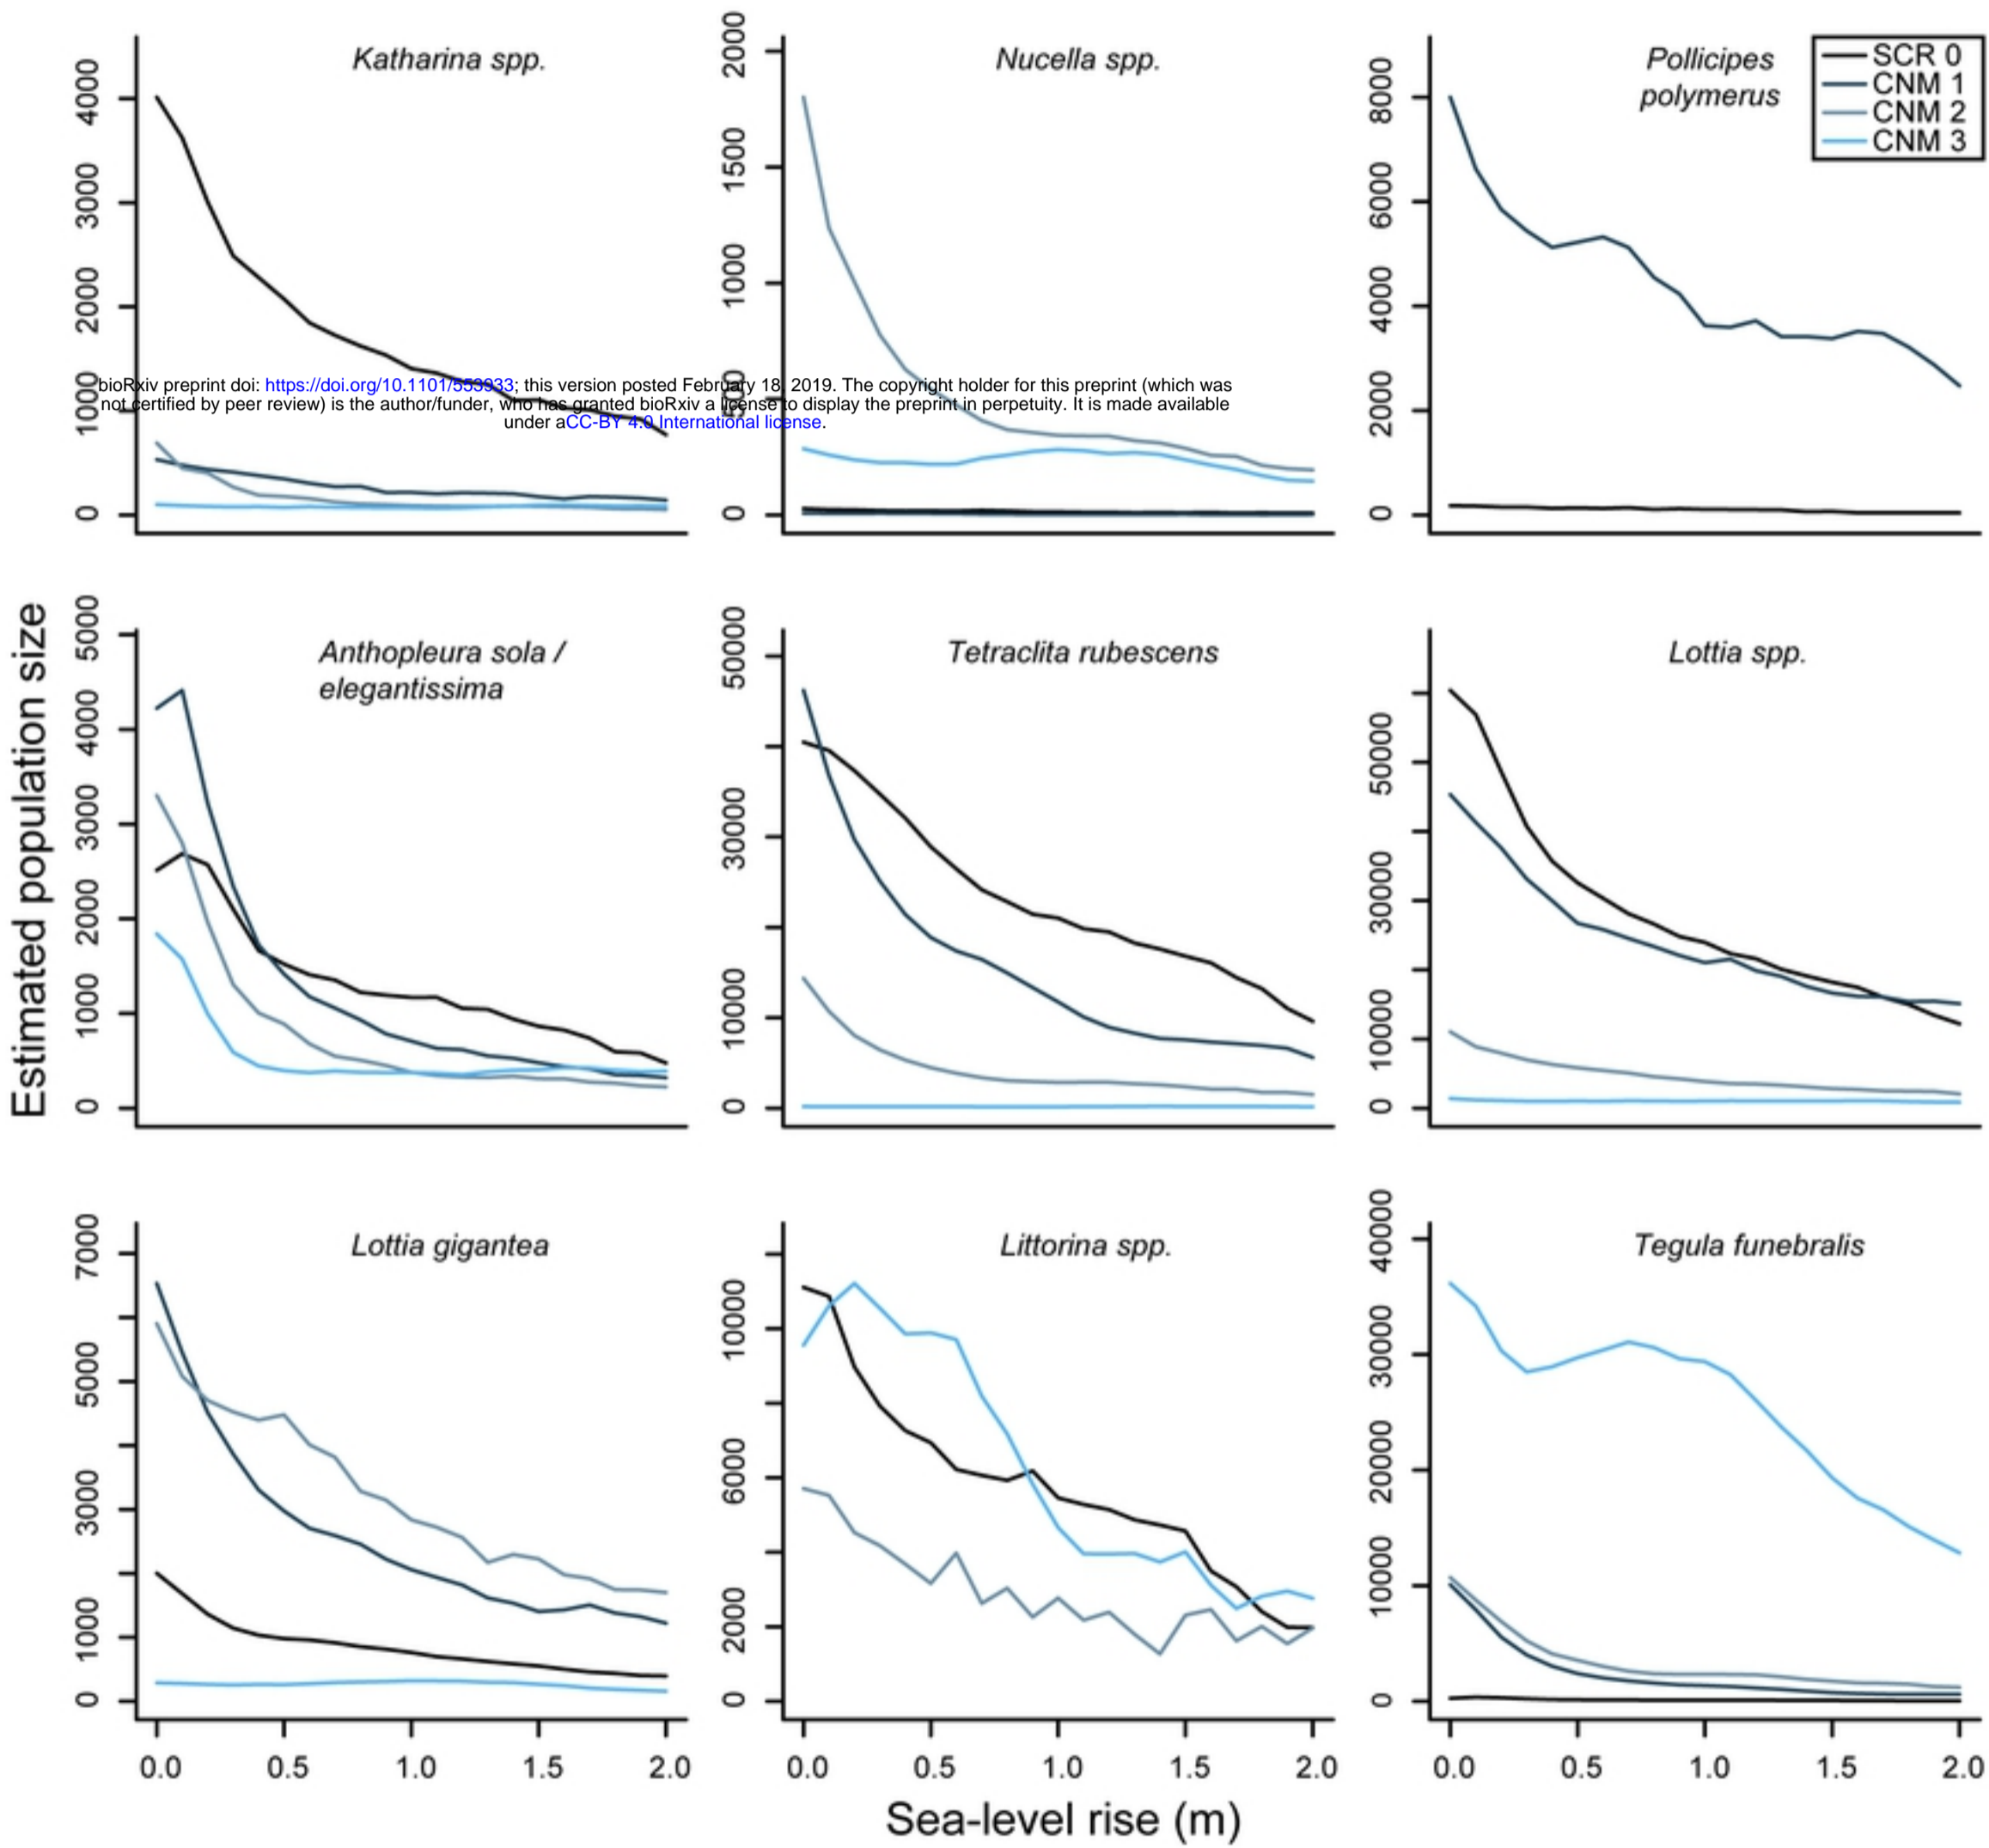 Katharina spp.
Nucella spp.
Pollicipes
polymerus
SCR 0
CNM 1
CNM 2
CNM 3
4000
3000
2000
1000
0
2000
1500
1000
500
0
8000
6000
4000
2000
0
bioRxiv preprint doi: https://doi.org/10.1101/553933; this version posted February 18, 2019. The copyright holder for this preprint (which was
not certified by peer review) is the author/funder, who has granted bioRxiv a license to display the preprint in perpetuity. It is made available
under aCC-BY 4.0 International license.
Estimated population size
Anthopleura sola /
elegantissima
Tetraclita rubescens
Lottia spp.
5000
4000
3000
2000
1000
0
50000
30000
10000
0
50000
30000
10000
0
Lottia gigantea
Littorina spp.
Tegula funebralis
7000
5000
3000
1000
0
10000
6000
2000
0
40000
30000
20000
10000
0
0.0 0.5 1.0 1.5 2.0
0.0 0.5 1.0 1.5 2.0
0.0 0.5 1.0 1.5 2.0
Sea-level rise (m)